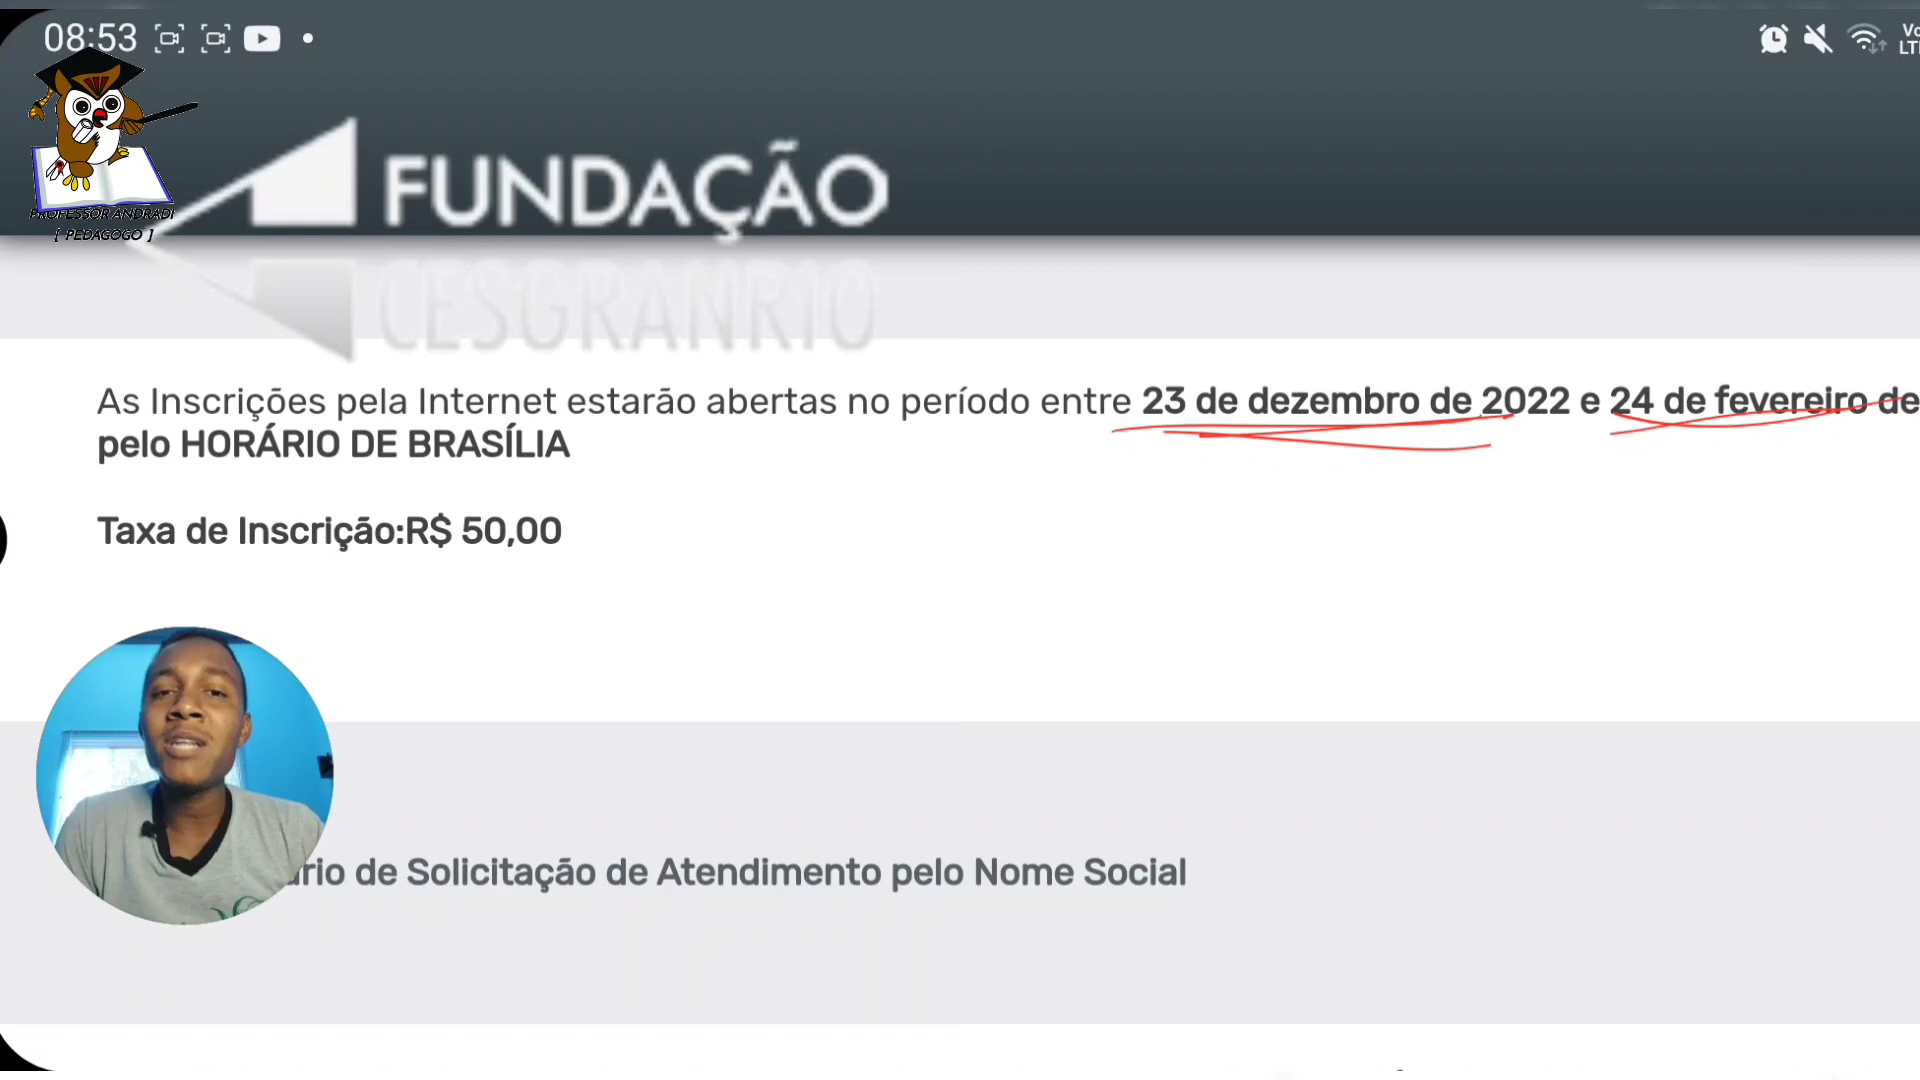 08:53
LTE
PROFESSOR ANDRADE
[ PEDAGOGO ]
FUNDAÇÃO
CESGRANRIO
As Inscrições pela Internet estarão abertas no período entre 23 de dezembro de 2022 e 24 de fevereiro de
pelo HORÁRIO DE BRASÍLIA
Taxa de Inscrição:R$ 50,00
ário de Solicitação de Atendimento pelo Nome Social